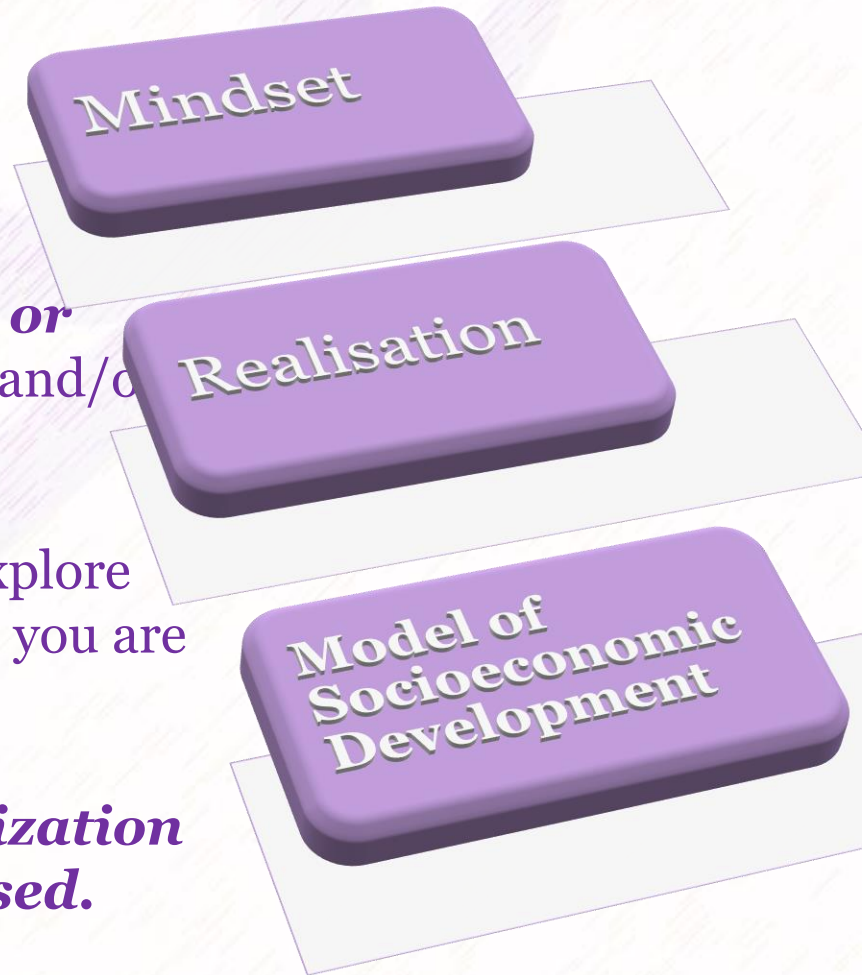 Mindset
or
Realisation
and/o
xplore
you are
Model of
Socioeconomic
Development
ization
sed.